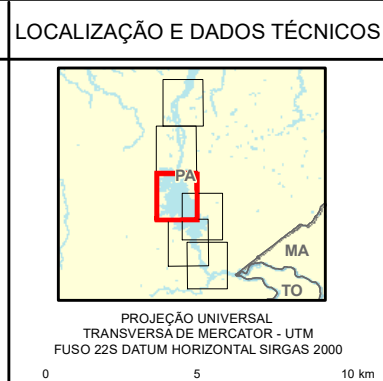 LOCALIZAÇÃO E DADOS TÉCNICOS
PA
MA
TO
PROJEÇÃO UNIVERSAL
TRANSVERSA DE MERCATOR - UTM
FUSO 22S DATUM HORIZONTAL SIRGAS 2000
0 5 10 km